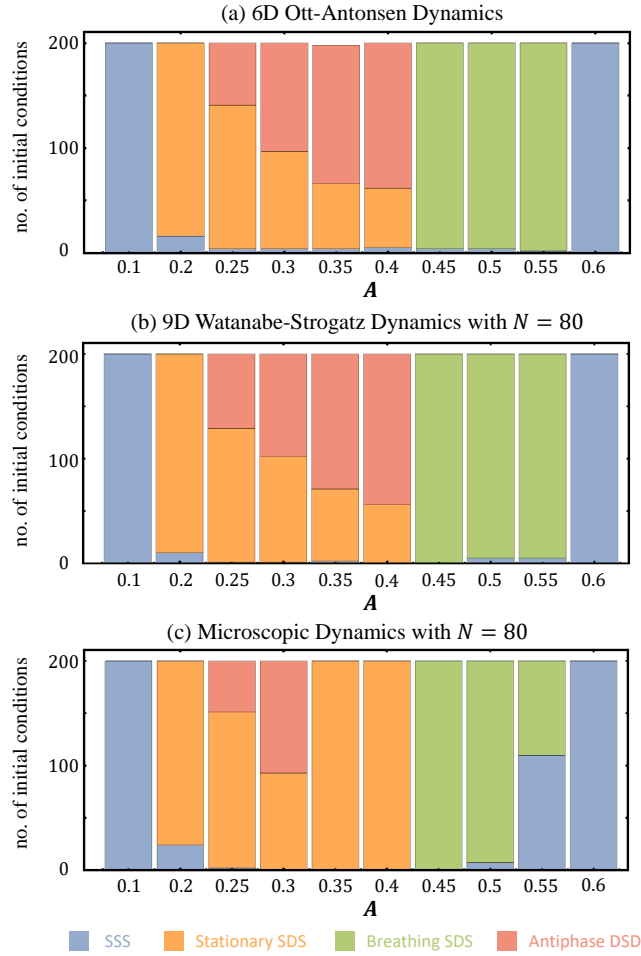 (a) 6D Ott-Antonsen Dynamics
no. of initial conditions
200
100
0
0.1 0.2 0.25 0.3 0.35 0.4 0.45 0.5 0.55 0.6
A
(b) 9D Watanabe-Strogatz Dynamics with N = 80
no. of initial conditions
200
100
0
0.1 0.2 0.25 0.3 0.35 0.4 0.45 0.5 0.55 0.6
A
(c) Microscopic Dynamics with N = 80
no. of initial conditions
200
100
0
0.1 0.2 0.25 0.3 0.35 0.4 0.45 0.5 0.55 0.6
A
SSS Stationary SDS Breathing SDS Antiphase DSD